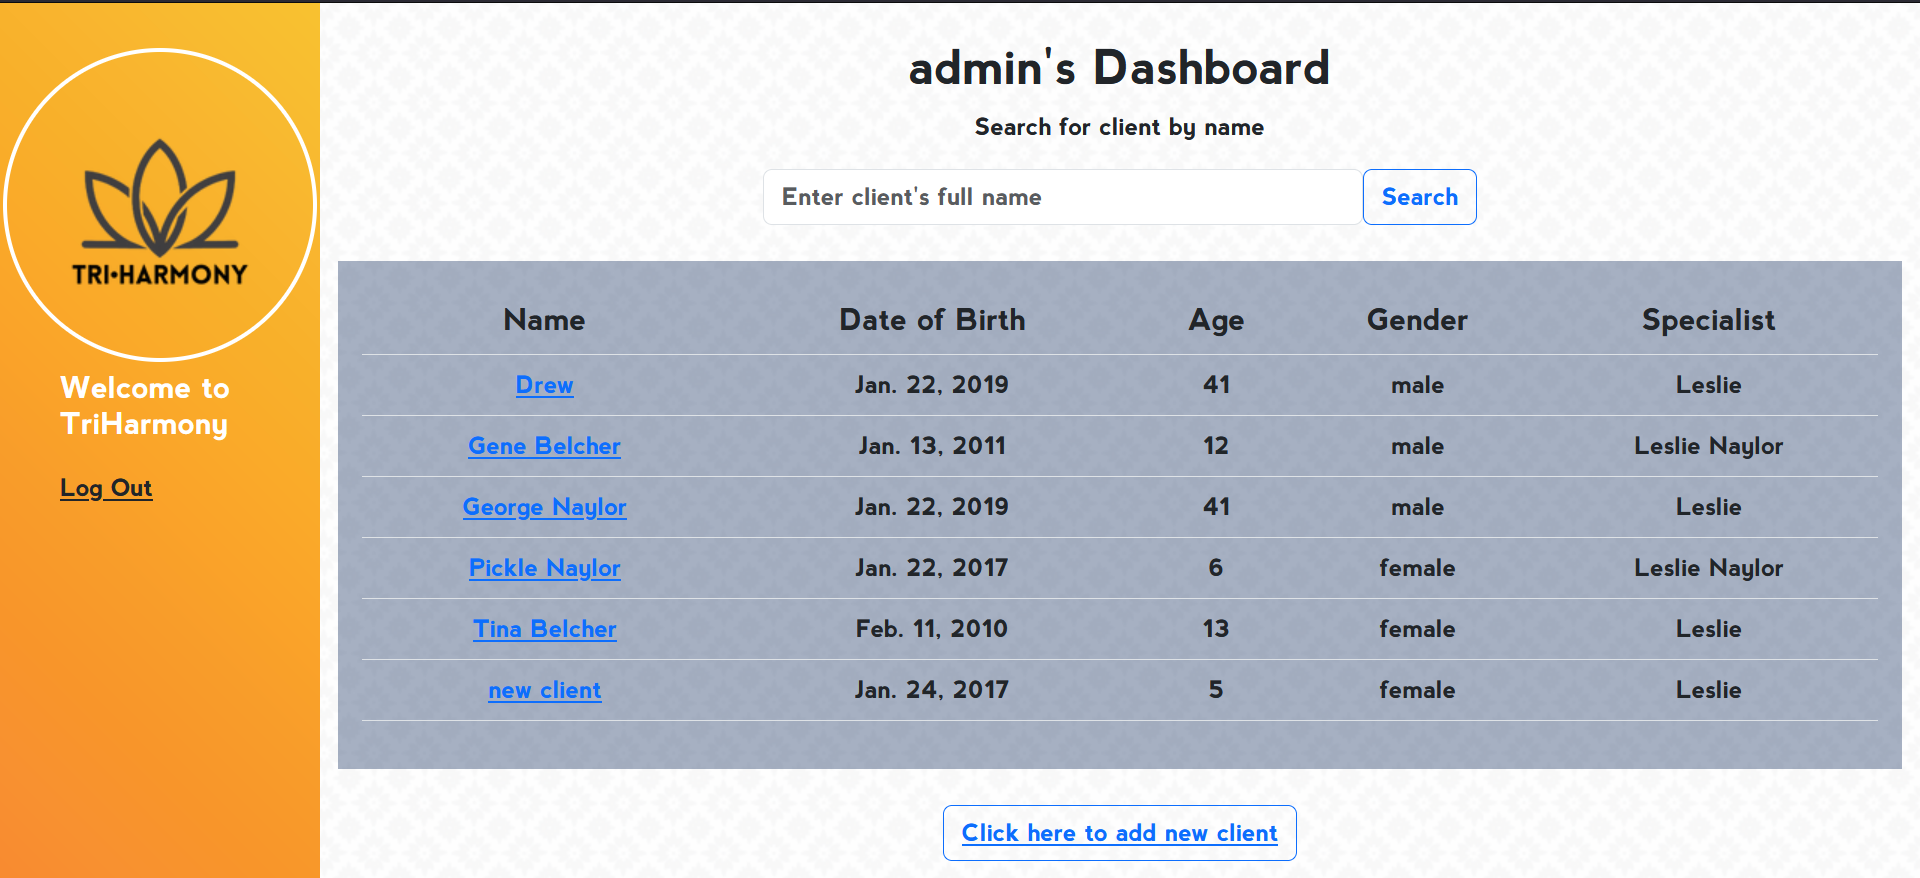 TRI•HARMONY
Welcome to
TriHarmony
Log Out
admin's Dashboard
Search for client by name
Enter client's full name Search
Name Date of Birth Age Gender Specialist
Drew Jan. 22, 2019 41 male Leslie
Gene Belcher Jan. 13, 2011 12 male Leslie Naylor
George Naylor Jan. 22, 2019 41 male Leslie
Pickle Naylor Jan. 22, 2017 6 female Leslie Naylor
Tina Belcher Feb. 11, 2010 13 female Leslie
new client Jan. 24, 2017 5 female Leslie
Click here to add new client